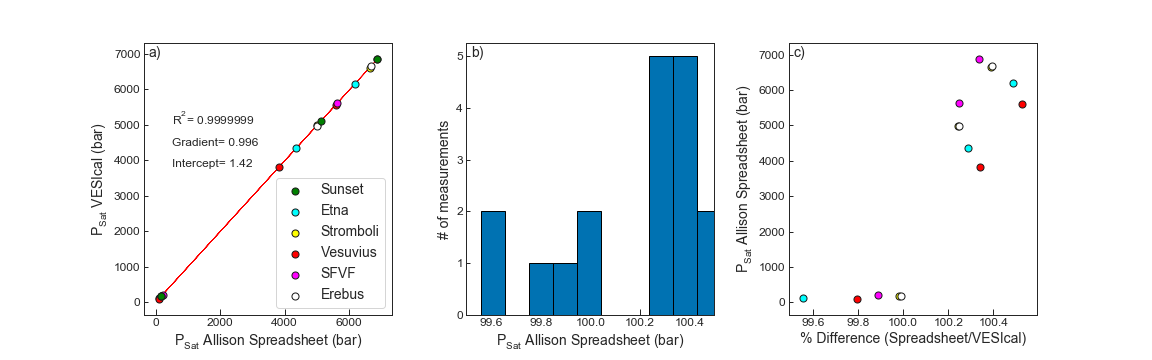 a)
7000
6000
5000
4000
3000
2000
1000
0
P_Sat VESIcal (bar)
R² = 0.9999999
Gradient= 0.996
Intercept= 1.42
Sunset
Etna
Stromboli
Vesuvius
SFVF
Erebus
0 2000 4000 6000
P_Sat Allison Spreadsheet (bar)
b)
5
4
3
2
1
0
# of measurements
99.6 99.8 100.0 100.2 100.4
P_Sat Allison Spreadsheet (bar)
c)
7000
6000
5000
4000
3000
2000
1000
0
P_Sat Allison Spreadsheet (bar)
99.6 99.8 100.0 100.2 100.4
% Difference (Spreadsheet/VESIcal)